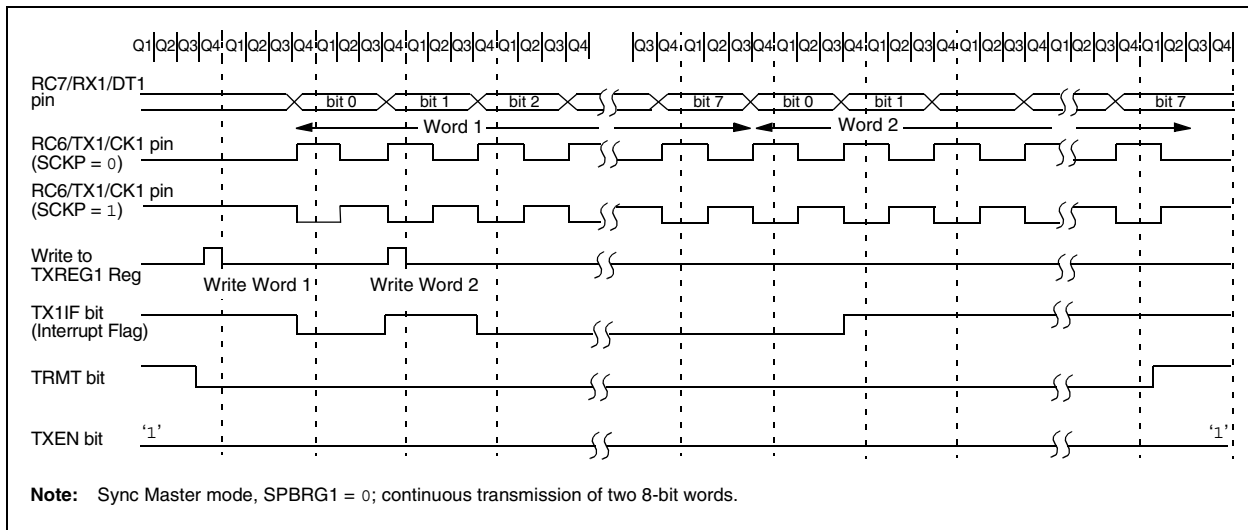 Q1 Q2 Q3 Q4 Q1 Q2 Q3 Q4 Q1 Q2 Q3 Q4 Q1 Q2 Q3 Q4 Q1 Q2 Q3 Q4 Q3 Q4 Q1 Q2 Q3 Q4 Q1 Q2 Q3 Q4 Q1 Q2 Q3 Q4 Q1 Q2 Q3 Q4 Q1 Q2 Q3 Q4 Q1 Q2 Q3 Q4
RC7/RX1/DT1
pin
bit 0 bit 1 bit 2 bit 7 bit 0 bit 1 bit 7
Word 1 Word 2
RC6/TX1/CK1 pin
(SCKP = 0)
RC6/TX1/CK1 pin
(SCKP = 1)
Write to
TXREG1 Reg
Write Word 1 Write Word 2
TX1IF bit
(Interrupt Flag)
TRMT bit
TXEN bit
‘1’ ‘1’
Note: Sync Master mode, SPBRG1 = 0; continuous transmission of two 8-bit words.